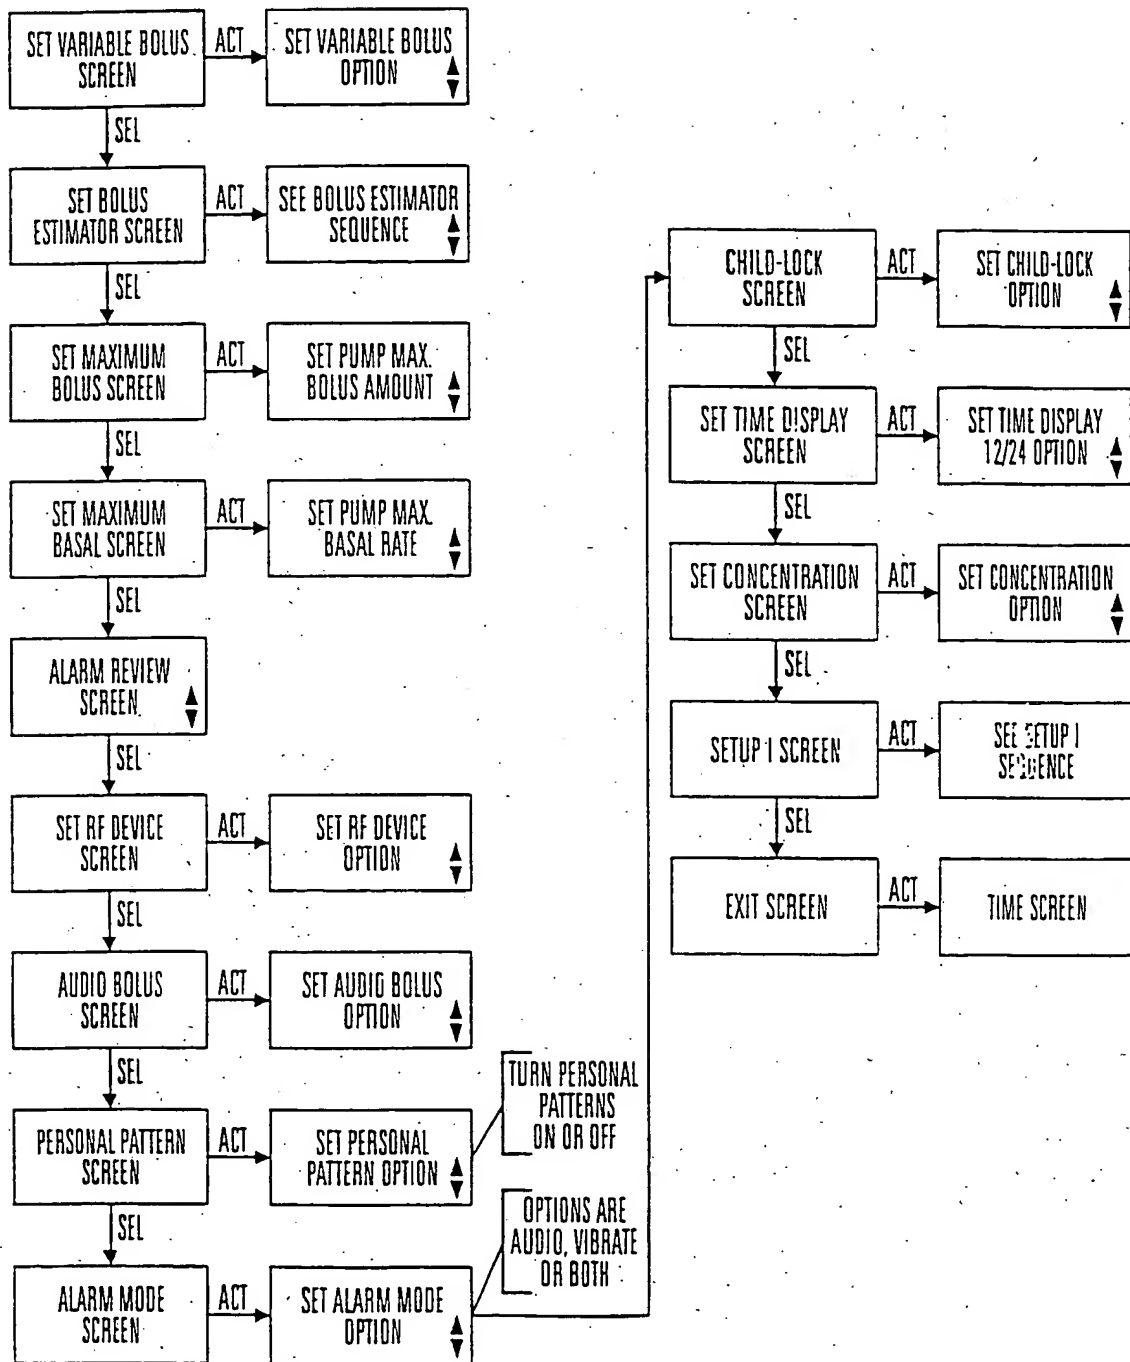 SET VARIABLE BOLUS
SCREEN
ACT
SET VARIABLE BOLUS
OPTION
SEL
SET BOLUS
ESTIMATOR SCREEN
ACT
SEE BOLUS ESTIMATOR
SEQUENCE
SEL
SET MAXIMUM
BOLUS SCREEN
ACT
SET PUMP MAX.
BOLUS AMOUNT
SEL
SET MAXIMUM
BASAL SCREEN
ACT
SET PUMP MAX.
BASAL RATE
SEL
ALARM REVIEW
SCREEN
SEL
SET RF DEVICE
SCREEN
ACT
SET RF DEVICE
OPTION
SEL
AUDIO BOLUS
SCREEN
ACT
SET AUDIO BOLUS
OPTION
SEL
PERSONAL PATTERN
SCREEN
ACT
SET PERSONAL
PATTERN OPTION
TURN PERSONAL
PATTERNS
ON OR OFF
SEL
ALARM MODE
SCREEN
ACT
SET ALARM MODE
OPTION
OPTIONS ARE
AUDIO, VIBRATE
OR BOTH
CHILD-LOCK
SCREEN
ACT
SET CHILD-LOCK
OPTION
SEL
SET TIME DISPLAY
SCREEN
ACT
SET TIME DISPLAY
12/24 OPTION
SEL
SET CONCENTRATION
SCREEN
ACT
SET CONCENTRATION
OPTION
SEL
SETUP I SCREEN
ACT
SEE SETUP I
SEQUENCE
SEL
EXIT SCREEN
ACT
TIME SCREEN